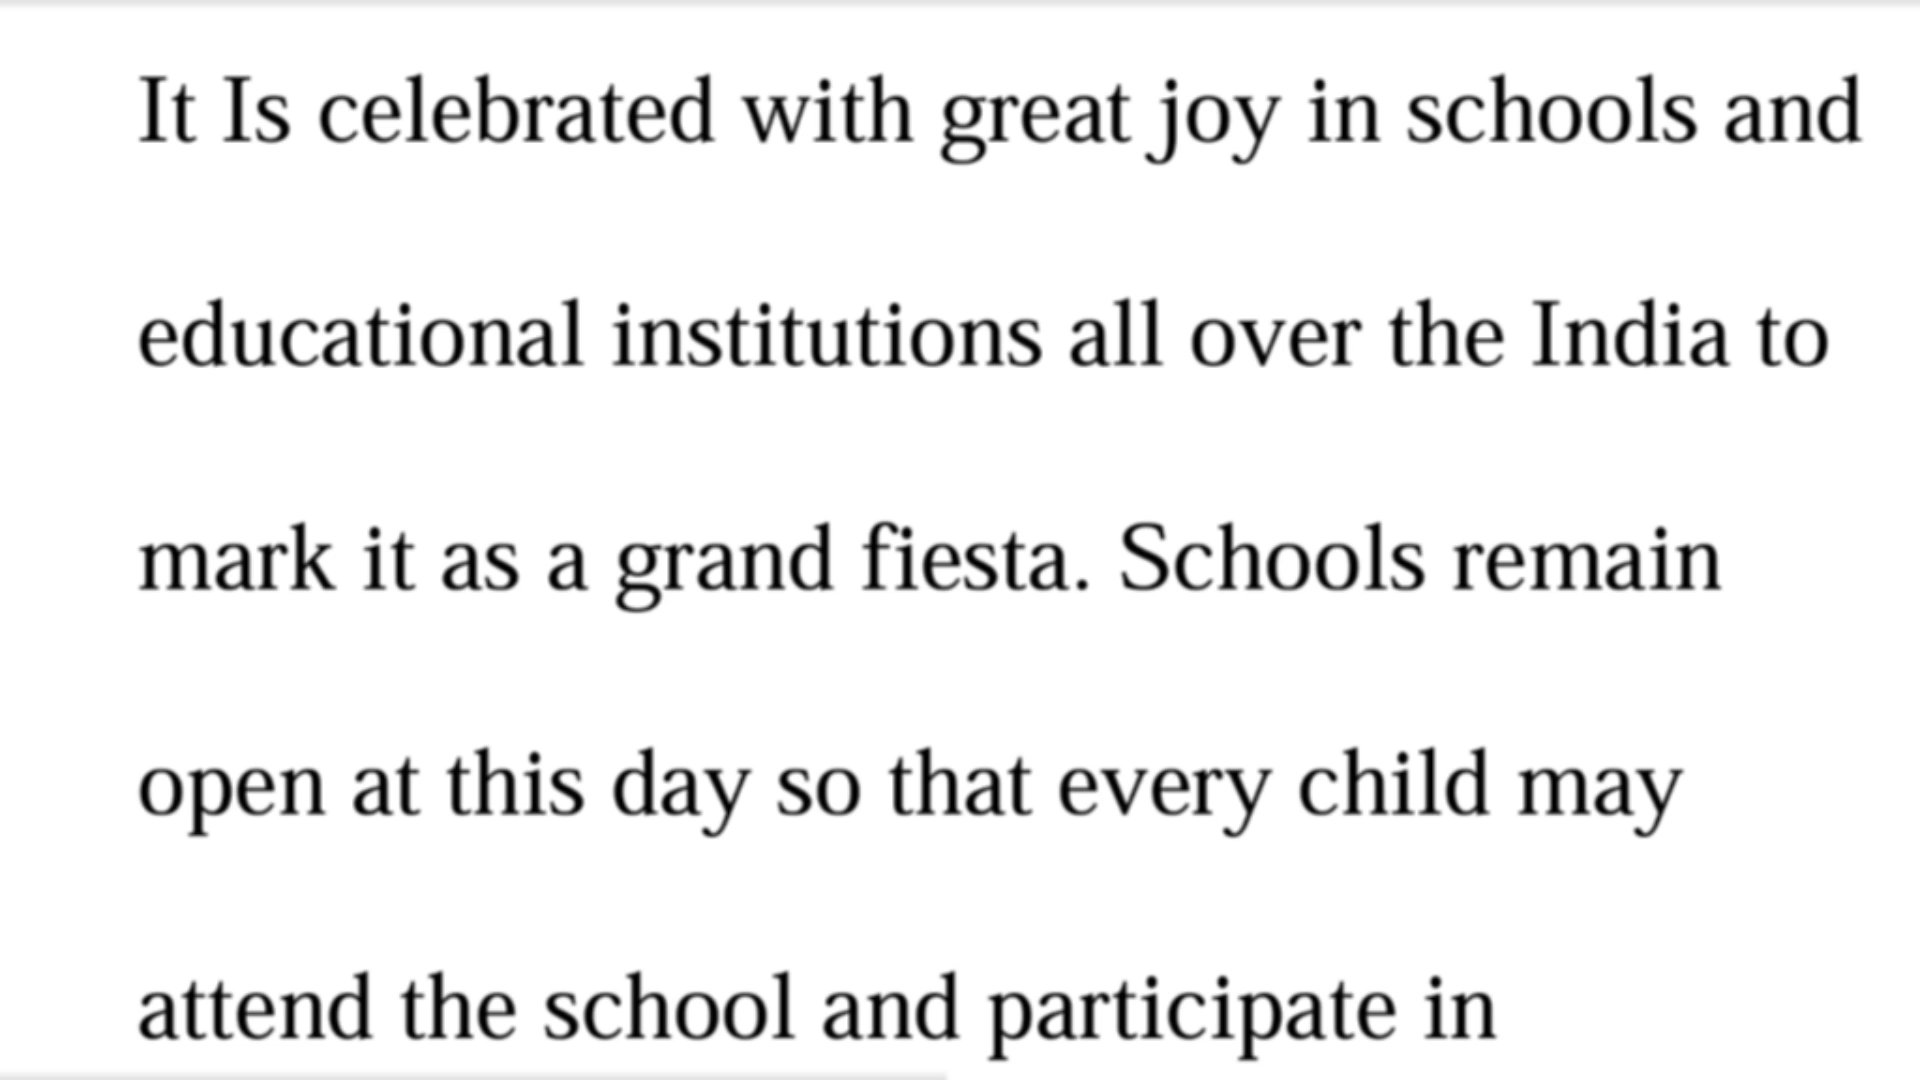 It Is celebrated with great joy in schools and
educational institutions all over the India to
mark it as a grand fiesta. Schools remain
open at this day so that every child may
attend the school and participate in